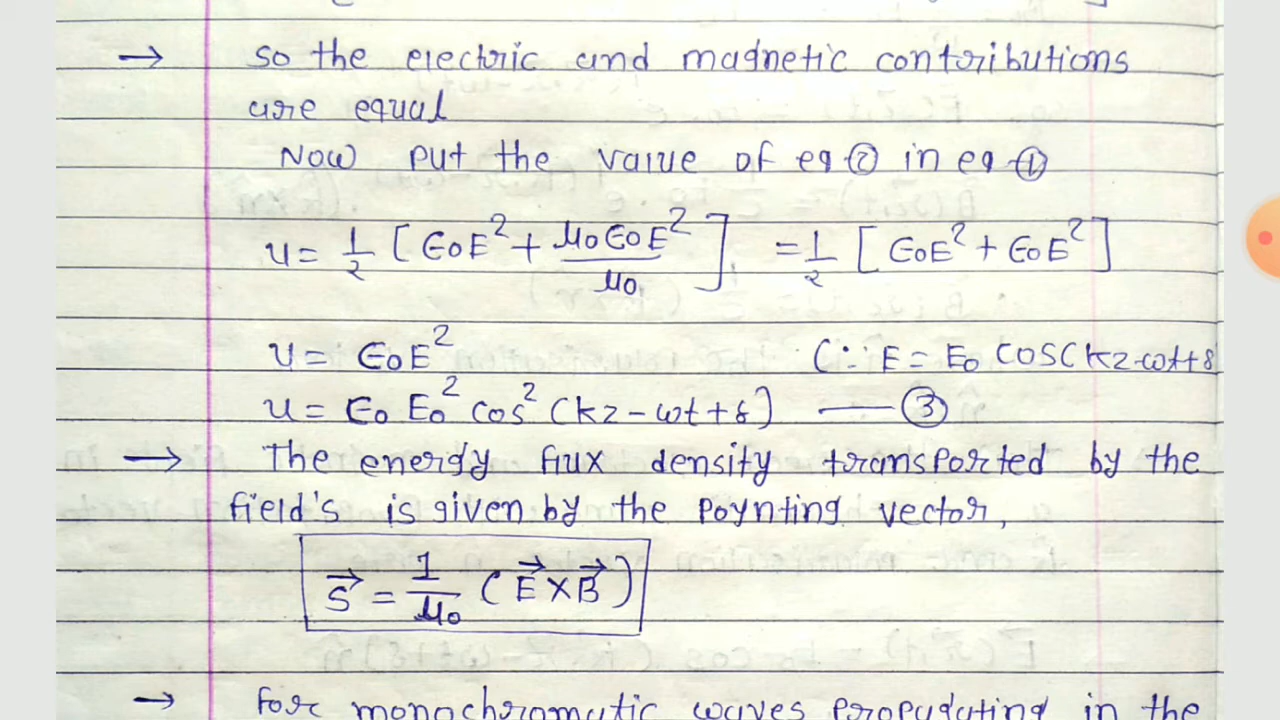 → so the electric and magnetic contributions
are equal
Now put the value of eq ② in eq ①
u = 1/2 [ ϵ0E² + μ0ϵ0E²/μ0 ] = 1/2 [ ϵ0E² + ϵ0E² ]
u = ϵ0E² (∵ E = E0 cos(kz-ωt+δ
u = ϵ0 E0² cos² (kz-ωt+δ) — ③
→ The energy flux density transported by the
field's is given by the Poynting vector,
S⃗ = 1/μ0 (E⃗ × B⃗)
→ for monochromatic waves propagating in the